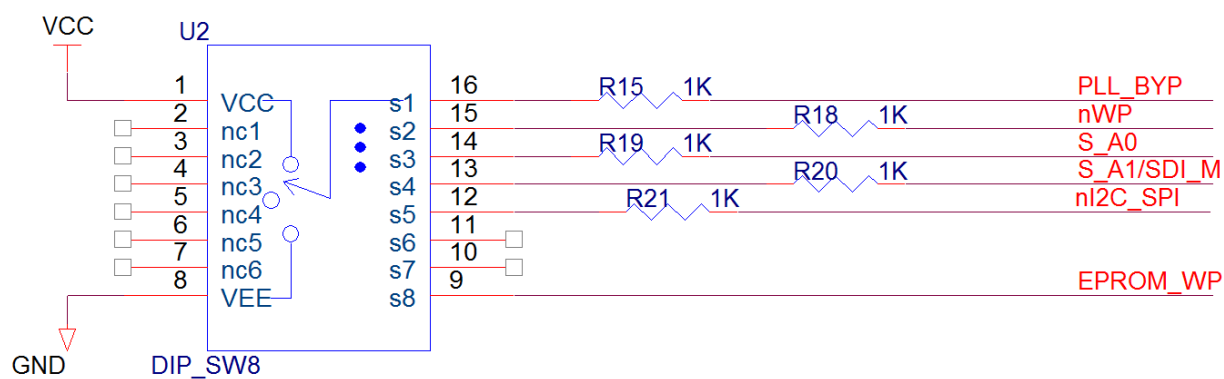 VCC
U2
1 VCC s1 16 R15 1K PLL_BYP
2 nc1 s2 15 R18 1K nWP
3 nc2 s3 14 R19 1K S_A0
4 nc3 s4 13 R20 1K S_A1/SDI_M
5 nc4 s5 12 R21 1K nI2C_SPI
6 nc5 s6 11
7 nc6 s7 10
8 VEE s8 9 EPROM_WP
GND
DIP_SW8